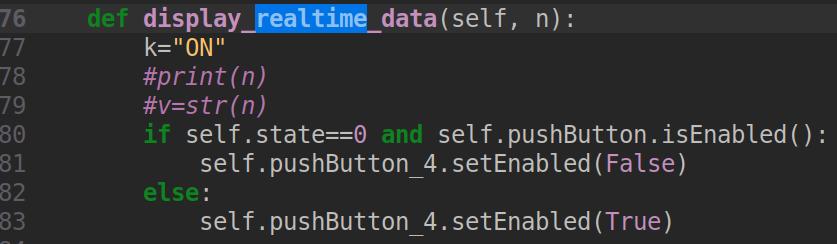 76    def display_realtime_data(self, n):
77        k="ON"
78        #print(n)
79        #v=str(n)
80        if self.state==0 and self.pushButton.isEnabled():
81            self.pushButton_4.setEnabled(False)
82        else:
83            self.pushButton_4.setEnabled(True)